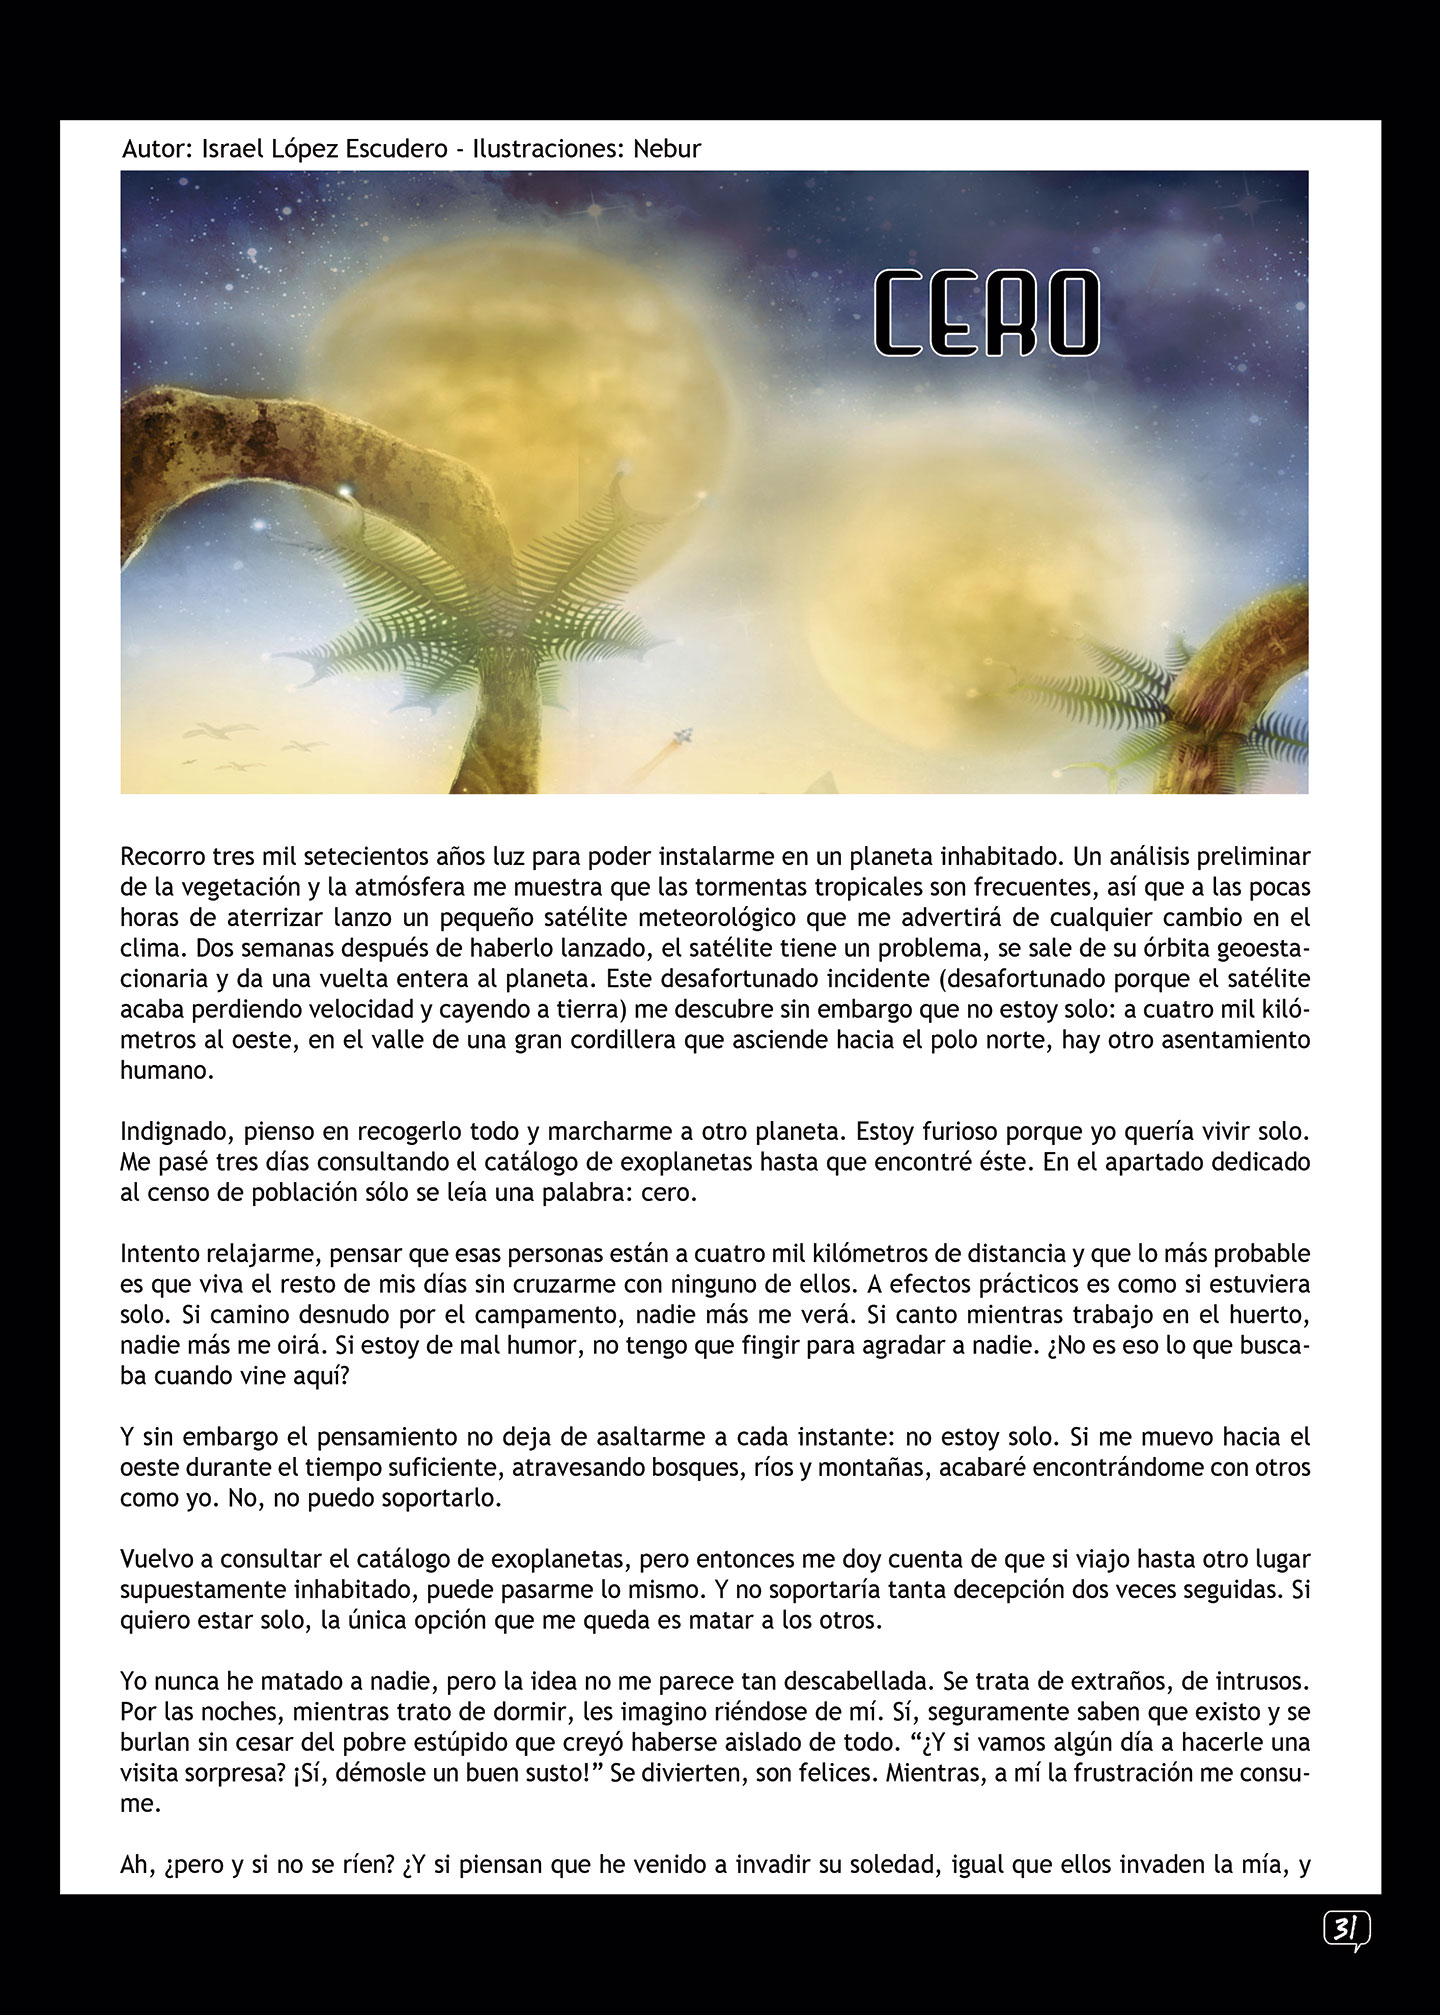 Autor: Israel López Escudero - Ilustraciones: Nebur
CERO
Recorro tres mil setecientos años luz para poder instalarme en un planeta inhabitado. Un análisis preliminar
de la vegetación y la atmósfera me muestra que las tormentas tropicales son frecuentes, así que a las pocas
horas de aterrizar lanzo un pequeño satélite meteorológico que me advertirá de cualquier cambio en el
clima. Dos semanas después de haberlo lanzado, el satélite tiene un problema, se sale de su órbita geoesta-
cionaria y da una vuelta entera al planeta. Este desafortunado incidente (desafortunado porque el satélite
acaba perdiendo velocidad y cayendo a tierra) me descubre sin embargo que no estoy solo: a cuatro mil kiló-
metros al oeste, en el valle de una gran cordillera que asciende hacia el polo norte, hay otro asentamiento
humano.
Indignado, pienso en recogerlo todo y marcharme a otro planeta. Estoy furioso porque yo quería vivir solo.
Me pasé tres días consultando el catálogo de exoplanetas hasta que encontré éste. En el apartado dedicado
al censo de población sólo se leía una palabra: cero.
Intento relajarme, pensar que esas personas están a cuatro mil kilómetros de distancia y que lo más probable
es que viva el resto de mis días sin cruzarme con ninguno de ellos. A efectos prácticos es como si estuviera
solo. Si camino desnudo por el campamento, nadie más me verá. Si canto mientras trabajo en el huerto,
nadie más me oirá. Si estoy de mal humor, no tengo que fingir para agradar a nadie. ¿No es eso lo que busca-
ba cuando vine aquí?
Y sin embargo el pensamiento no deja de asaltarme a cada instante: no estoy solo. Si me muevo hacia el
oeste durante el tiempo suficiente, atravesando bosques, ríos y montañas, acabaré encontrándome con otros
como yo. No, no puedo soportarlo.
Vuelvo a consultar el catálogo de exoplanetas, pero entonces me doy cuenta de que si viajo hasta otro lugar
supuestamente inhabitado, puede pasarme lo mismo. Y no soportaría tanta decepción dos veces seguidas. Si
quiero estar solo, la única opción que me queda es matar a los otros.
Yo nunca he matado a nadie, pero la idea no me parece tan descabellada. Se trata de extraños, de intrusos.
Por las noches, mientras trato de dormir, les imagino riéndose de mí. Sí, seguramente saben que existo y se
burlan sin cesar del pobre estúpido que creyó haberse aislado de todo. “¿Y si vamos algún día a hacerle una
visita sorpresa? ¡Sí, démosle un buen susto!” Se divierten, son felices. Mientras, a mí la frustración me consu-
me.
Ah, ¿pero y si no se ríen? ¿Y si piensan que he venido a invadir su soledad, igual que ellos invaden la mía, y
31